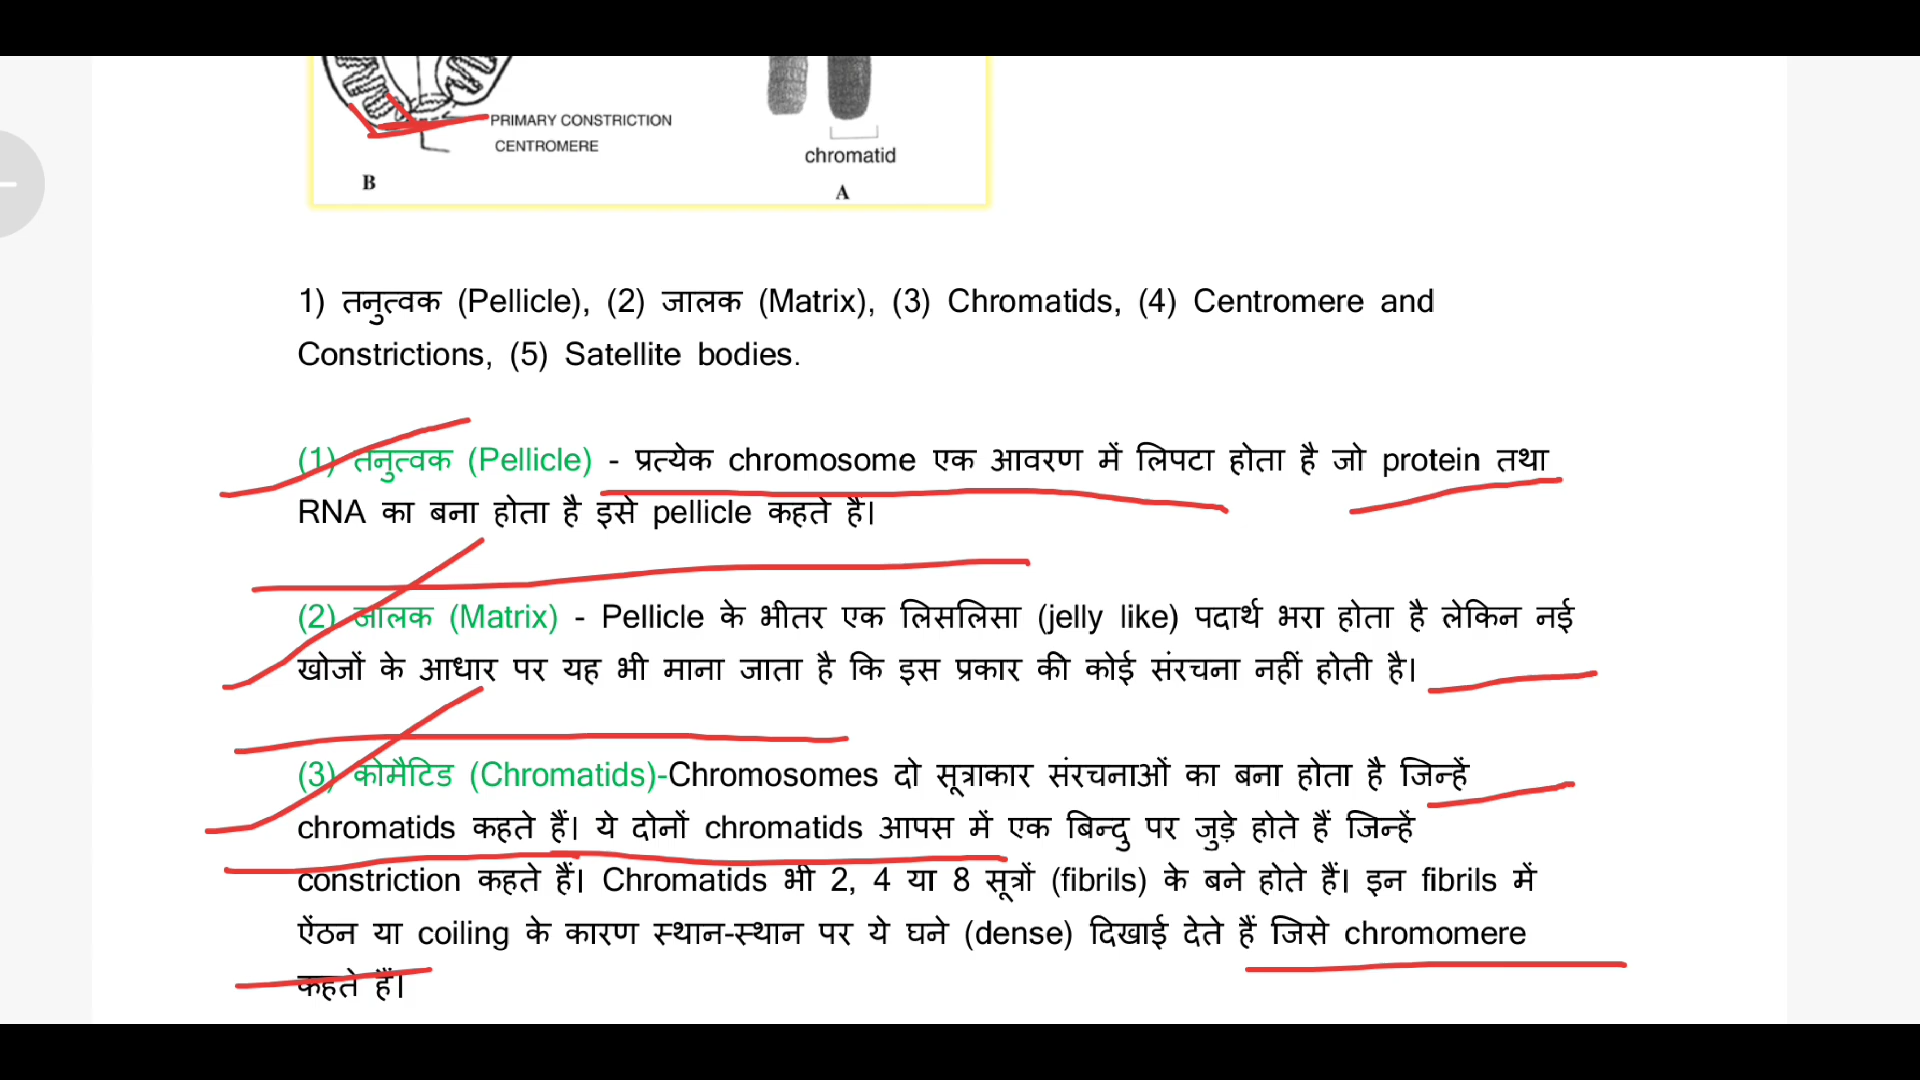 PRIMARY CONSTRICTION
CENTROMERE
chromatid
B
A
1) तनुत्वक (Pellicle), (2) जालक (Matrix), (3) Chromatids, (4) Centromere and
Constrictions, (5) Satellite bodies.
(1) तनुत्वक (Pellicle) - प्रत्येक chromosome एक आवरण में लिपटा होता है जो protein तथा
RNA का बना होता है इसे pellicle कहते है।
(2) जालक (Matrix) - Pellicle के भीतर एक लिसलिसा (jelly like) पदार्थ भरा होता है लेकिन नई
खोजों के आधार पर यह भी माना जाता है कि इस प्रकार की कोई संरचना नहीं होती है।
(3) कोमैटिड (Chromatids)-Chromosomes दो सूत्राकार संरचनाओं का बना होता है जिन्हें
chromatids कहते हैं। ये दोनों chromatids आपस में एक बिन्दु पर जुड़े होते हैं जिन्हें
constriction कहते हैं। Chromatids भी 2, 4 या 8 सूत्रों (fibrils) के बने होते हैं। इन fibrils में
ऐंठन या coiling के कारण स्थान-स्थान पर ये घने (dense) दिखाई देते हैं जिसे chromomere
कहते हैं।